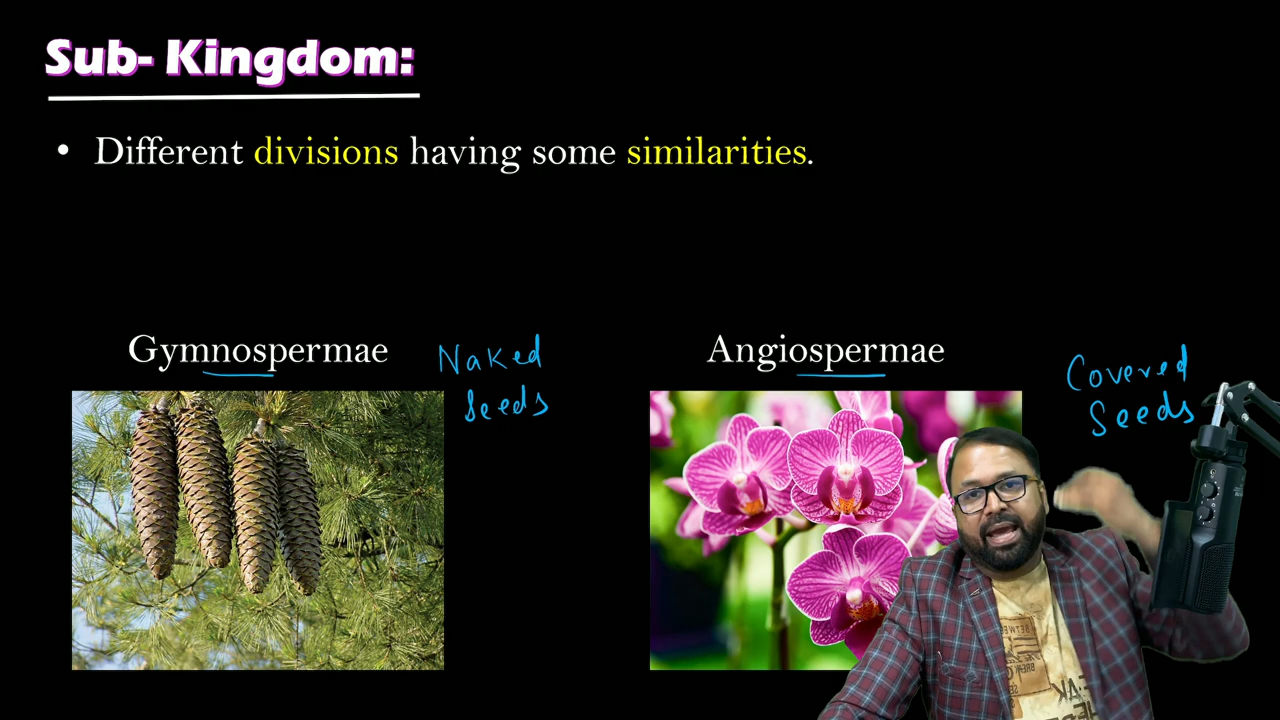 Sub- Kingdom:
• Different divisions having some similarities.
Gymnospermae
Naked
Seeds
Angiospermae
Covered
Seeds